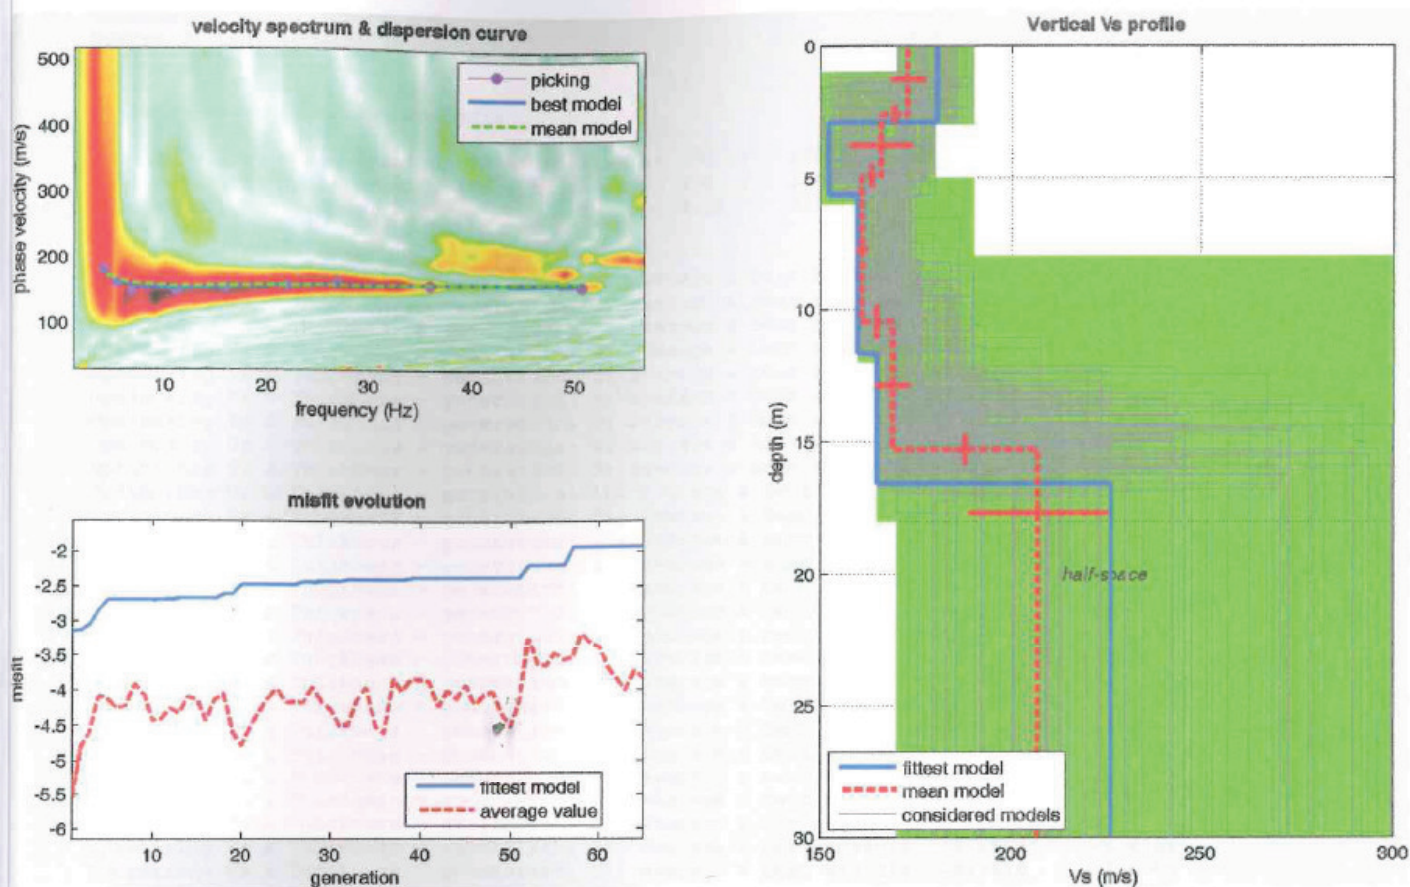 velocity spectrum & dispersion curve
500
400
300
200
100
phase velocity (m/s)
picking
best model
mean model
10
20
30
40
50
frequency (Hz)
misfit evolution
-2
-2.5
-3
-3.5
-4
-4.5
-5
-5.5
-6
misfit
fittest model
average value
10
20
30
40
50
60
generation
Vertical Vs profile
0
5
10
15
20
25
30
depth (m)
half-space
fittest model
mean model
considered models
150
200
250
300
Vs (m/s)